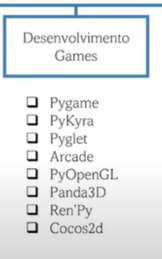 Desenvolvimento
Games
❑ Pygame
❑ PyKyra
❑ Pyglet
❑ Arcade
❑ PyOpenGL
❑ Panda3D
❑ Ren'Py
❑ Cocos2d